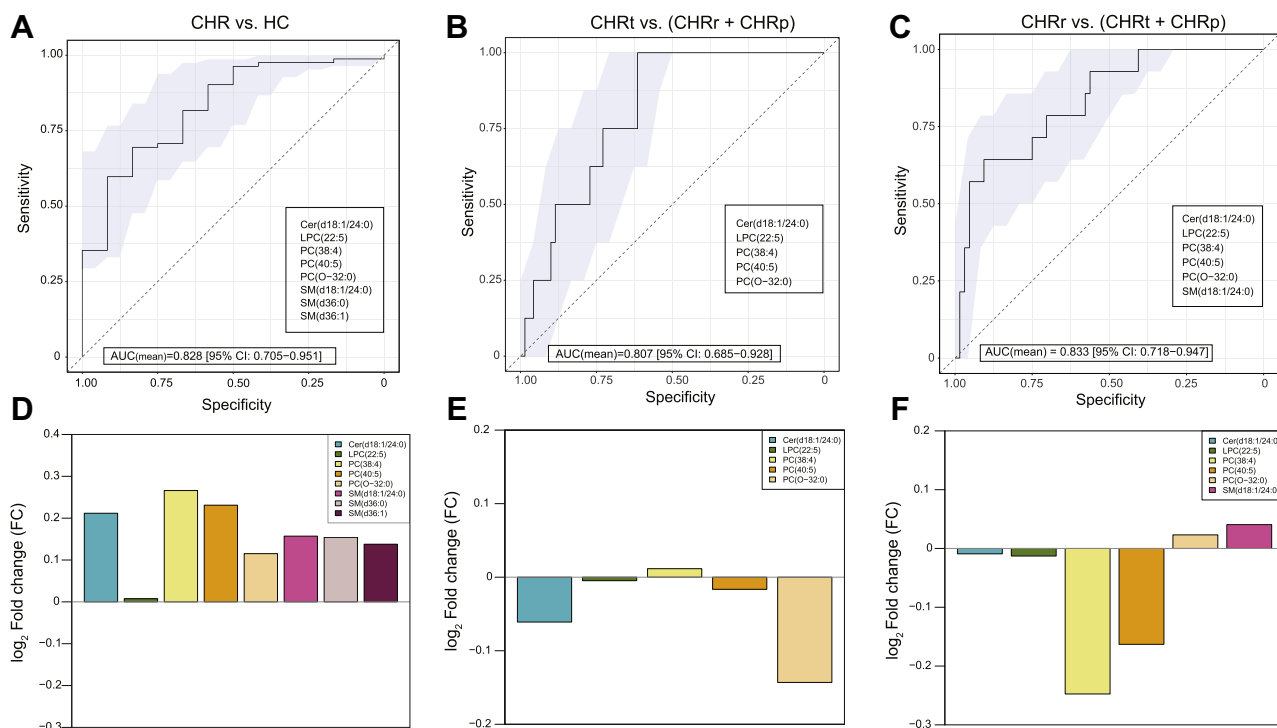 A
CHR vs. HC
1.00
0.75
0.50
0.25
0
Sensitivity
Cer(d18:1/24:0)
LPC(22:5)
PC(38:4)
PC(40:5)
PC(O−32:0)
SM(d18:1/24:0)
SM(d36:0)
SM(d36:1)
AUC(mean)=0.828 [95% CI: 0.705−0.951]
1.00 0.75 0.50 0.25 0
Specificity
B
CHRt vs. (CHRr + CHRp)
1.00
0.75
0.50
0.25
0
Sensitivity
Cer(d18:1/24:0)
LPC(22:5)
PC(38:4)
PC(40:5)
PC(O−32:0)
AUC(mean)=0.807 [95% CI: 0.685−0.928]
1.00 0.75 0.50 0.25 0
Specificity
C
CHRr vs. (CHRt + CHRp)
1.00
0.75
0.50
0.25
0
Sensitivity
Cer(d18:1/24:0)
LPC(22:5)
PC(38:4)
PC(40:5)
PC(O−32:0)
SM(d18:1/24:0)
AUC(mean) = 0.833 [95% CI: 0.718−0.947]
1.00 0.75 0.50 0.25 0
Specificity
D
0.4
0.3
0.2
0.1
0
−0.1
−0.2
−0.3
log2 Fold change (FC)
Cer(d18:1/24:0)
LPC(22:5)
PC(38:4)
PC(40:5)
PC(O−32:0)
SM(d18:1/24:0)
SM(d36:0)
SM(d36:1)
E
0.2
0.1
0
−0.1
−0.2
log2 Fold change (FC)
Cer(d18:1/24:0)
LPC(22:5)
PC(38:4)
PC(40:5)
PC(O−32:0)
F
0.2
0.1
0
−0.1
−0.2
−0.3
log2 Fold change (FC)
Cer(d18:1/24:0)
LPC(22:5)
PC(38:4)
PC(40:5)
PC(O−32:0)
SM(d18:1/24:0)